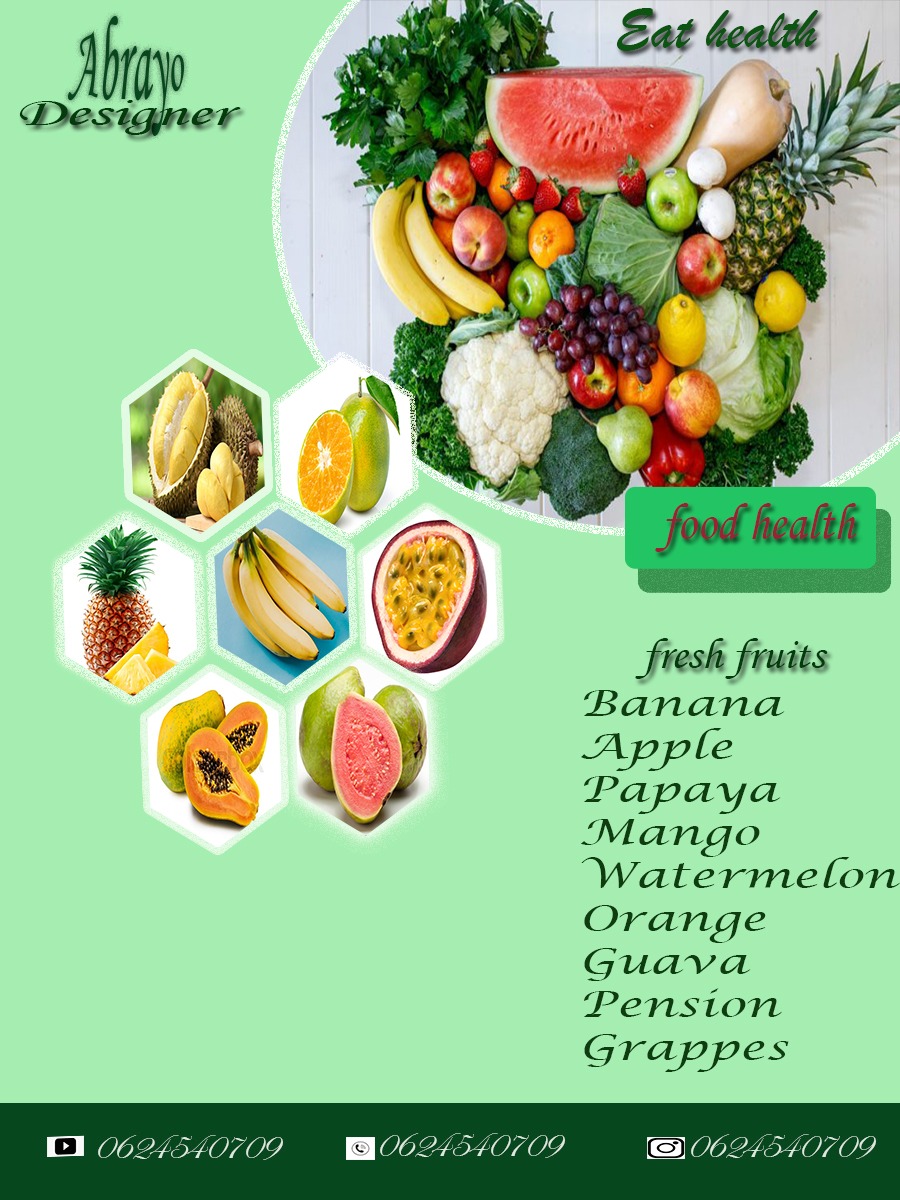 Abrayo
Designer
Eat health
food health
fresh fruits
Banana
Apple
Papaya
Mango
Watermelon
Orange
Guava
Pension
Grappes
0624540709
0624540709
0624540709